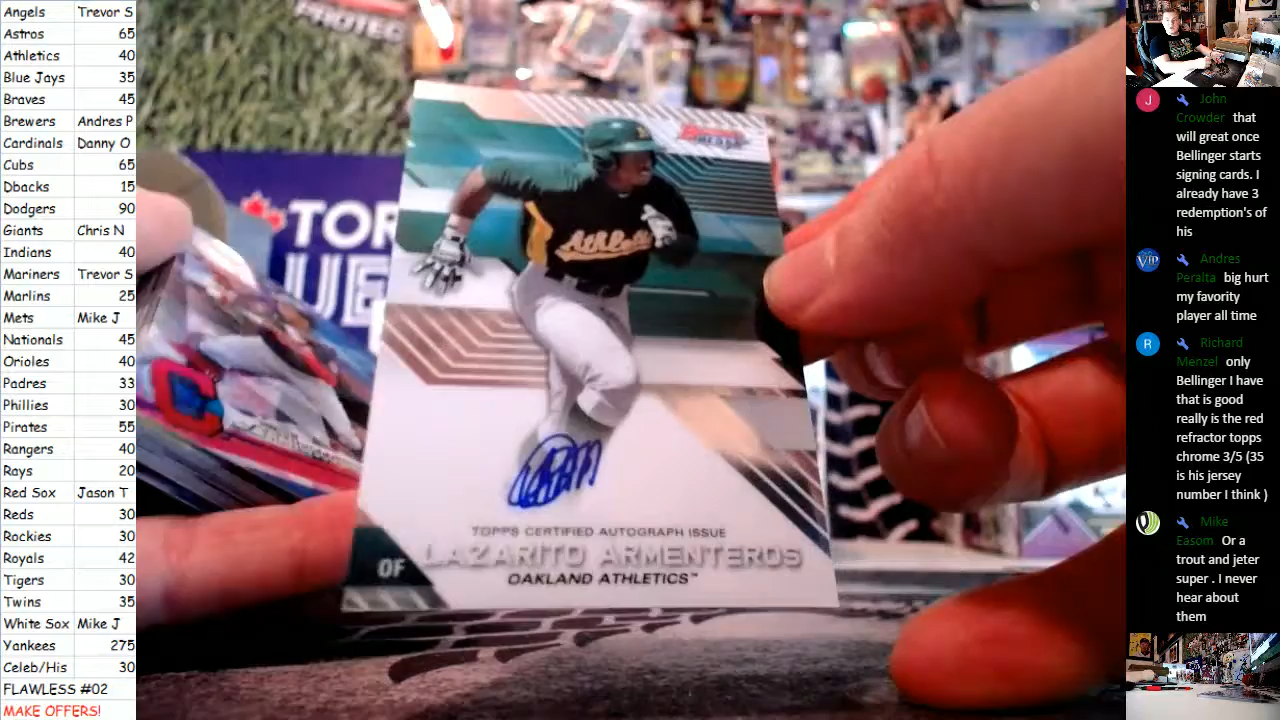 Angels Trevor S
Astros 65
Athletics 40
Blue Jays 35
Braves 45
Brewers Andres P
Cardinals Danny O
Cubs 65
Dbacks 15
Dodgers 90
Giants Chris N
Indians 40
Mariners Trevor S
Marlins 25
Mets Mike J
Nationals 45
Orioles 40
Padres 33
Phillies 30
Pirates 55
Rangers 40
Rays 20
Red Sox Jason T
Reds 30
Rockies 30
Royals 42
Tigers 30
Twins 35
White Sox Mike J
Yankees 275
Celeb/His 30
FLAWLESS #02
MAKE OFFERS!
PROTEC
TOR
UE
Athletic
TOPPS CERTIFIED AUTOGRAPH ISSUE
LAZARITO ARMENTEROS
OF
OAKLAND ATHLETICS™
J John
Crowder that
will great once
Bellinger starts
signing cards. I
already have 3
redemption's of
his
VIP Andres
Peralta big hurt
my favority
player all time
R Richard
Menzel only
Bellinger I have
that is good
really is the red
refractor topps
chrome 3/5 (35
is his jersey
number I think )
Mike
Easom Or a
trout and jeter
super . I never
hear about
them